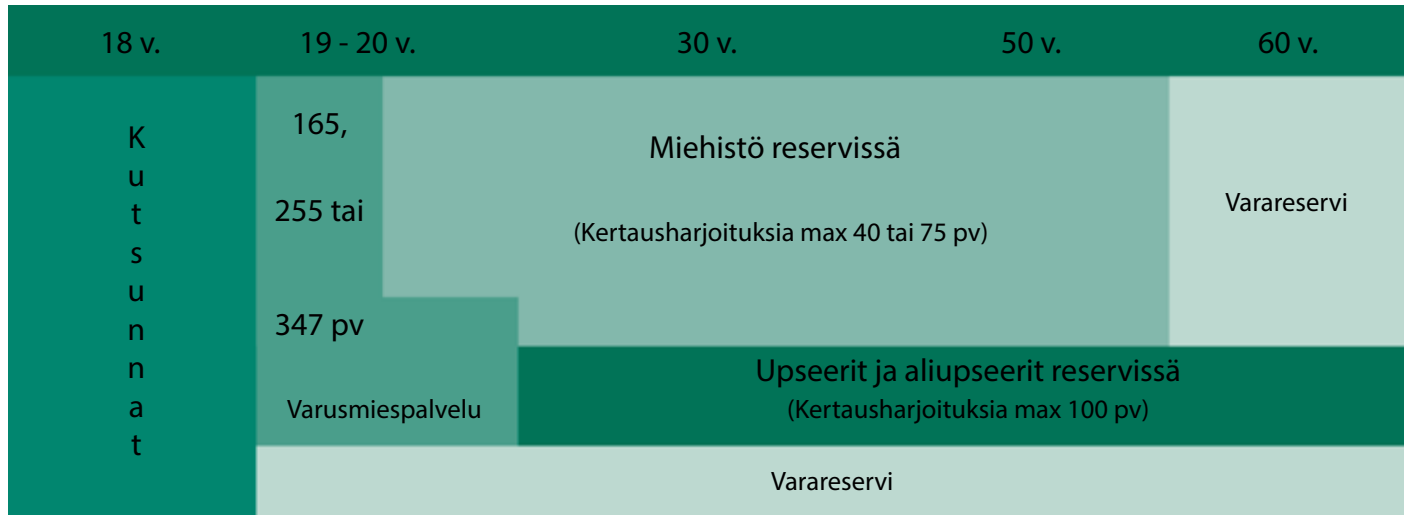 18 v.
19 - 20 v.
30 v.
50 v.
60 v.
Kutsunnat
165,
255 tai
347 pv
Varusmiespalvelu
Miehistö reservissä
(Kertausharjoituksia max 40 tai 75 pv)
Varareservi
Upseerit ja aliupseerit reservissä
(Kertausharjoituksia max 100 pv)
Varareservi